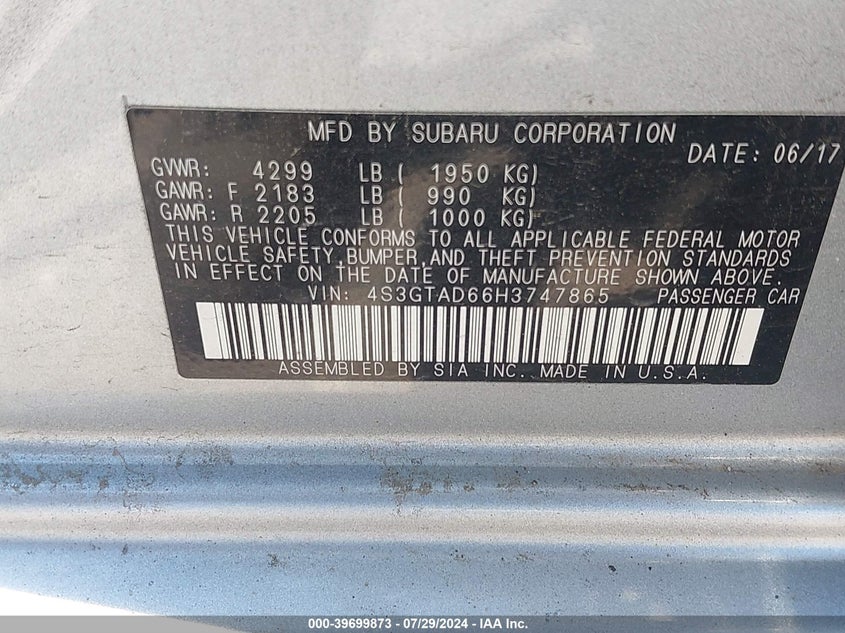 MFD BY SUBARU CORPORATION
DATE: 06/17
GVWR: 4299 LB ( 1950 KG)
GAWR: F 2183 LB ( 990 KG)
GAWR: R 2205 LB ( 1000 KG)
THIS VEHICLE CONFORMS TO ALL APPLICABLE FEDERAL MOTOR
VEHICLE SAFETY, BUMPER, AND THEFT PREVENTION STANDARDS
IN EFFECT ON THE DATE OF MANUFACTURE SHOWN ABOVE.
VIN: 4S3GTAD66H3747865 PASSENGER CAR
ASSEMBLED BY SIA INC. MADE IN U.S.A.
000-39699873 / 07/29/2024 / IAAI.COM